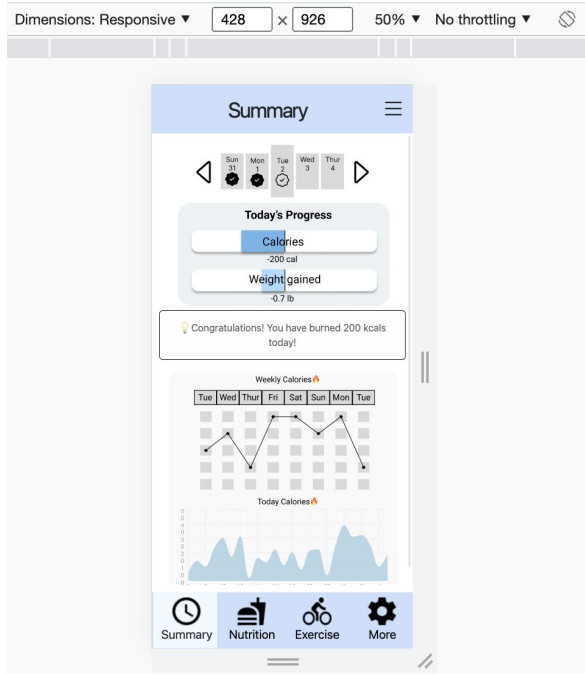 Dimensions: Responsive ▼ 428 × 926 50% ▼ No throttling ▼
Summary
Sun Mon Tue Wed Thur
31 1 2 3 4
Today's Progress
Calories
-200 cal
Weight gained
-0.7 lb
💡Congratulations! You have burned 200 kcals
today!
Weekly Calories🔥
Tue Wed Thur Fri Sat Sun Mon Tue
Today Calories🔥
Summary Nutrition Exercise More